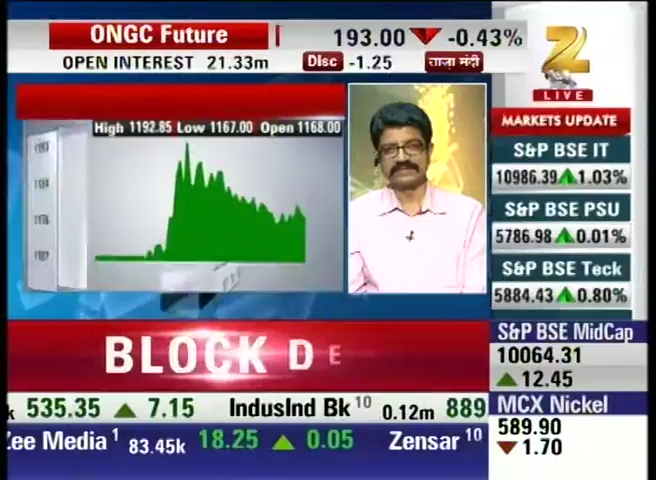 ONGC Future 193.00 -0.43%
OPEN INTEREST 21.33m Disc -1.25 ताज़ा मंदी
LIVE
MARKETS UPDATE
S&P BSE IT
10986.39 1.03%
S&P BSE PSU
5786.98 0.01%
S&P BSE Teck
5884.43 0.80%
High 1192.85 Low 1167.00 Open 1168.00
BLOCK DE
S&P BSE MidCap
10064.31
12.45
MCX Nickel
589.90
1.70
k 535.35 7.15 IndusInd Bk 10 0.12m 889
Zee Media 1 83.45k 18.25 0.05 Zensar 10